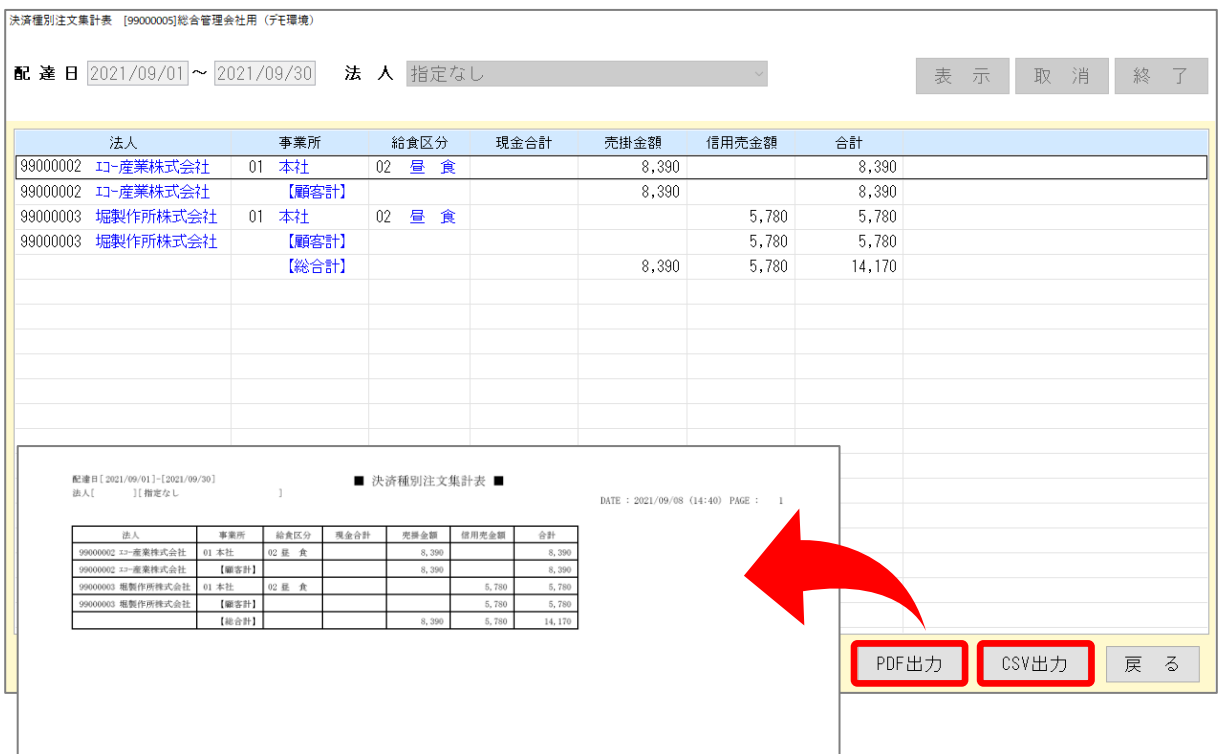 決済種別注文集計表 [99000005]総合管理会社用（ﾃﾞﾓ環境）
配 達 日 2021/09/01 ～ 2021/09/30 法 人 指定なし 表 示 取 消 終 了
法人 事業所 給食区分 現金合計 売掛金額 信用売金額 合計
99000002 ｴｺｰ産業株式会社 01 本社 02 昼 食 8,390 8,390
99000002 ｴｺｰ産業株式会社 【顧客計】 8,390 8,390
99000003 堀製作所株式会社 01 本社 02 昼 食 5,780 5,780
99000003 堀製作所株式会社 【顧客計】 5,780 5,780
【総合計】 8,390 5,780 14,170
配達日[2021/09/01]-[2021/09/30] ■ 決済種別注文集計表 ■
法人[ ][指定なし ]
DATE : 2021/09/08 (14:40) PAGE : 1
法人 事業所 給食区分 現金合計 売掛金額 信用売金額 合計
99000002 ｴｺｰ産業株式会社 01 本社 02 昼 食 8,390 8,390
99000002 ｴｺｰ産業株式会社 【顧客計】 8,390 8,390
99000003 堀製作所株式会社 01 本社 02 昼 食 5,780 5,780
99000003 堀製作所株式会社 【顧客計】 5,780 5,780
【総合計】 8,390 5,780 14,170
PDF出力 CSV出力 戻 る